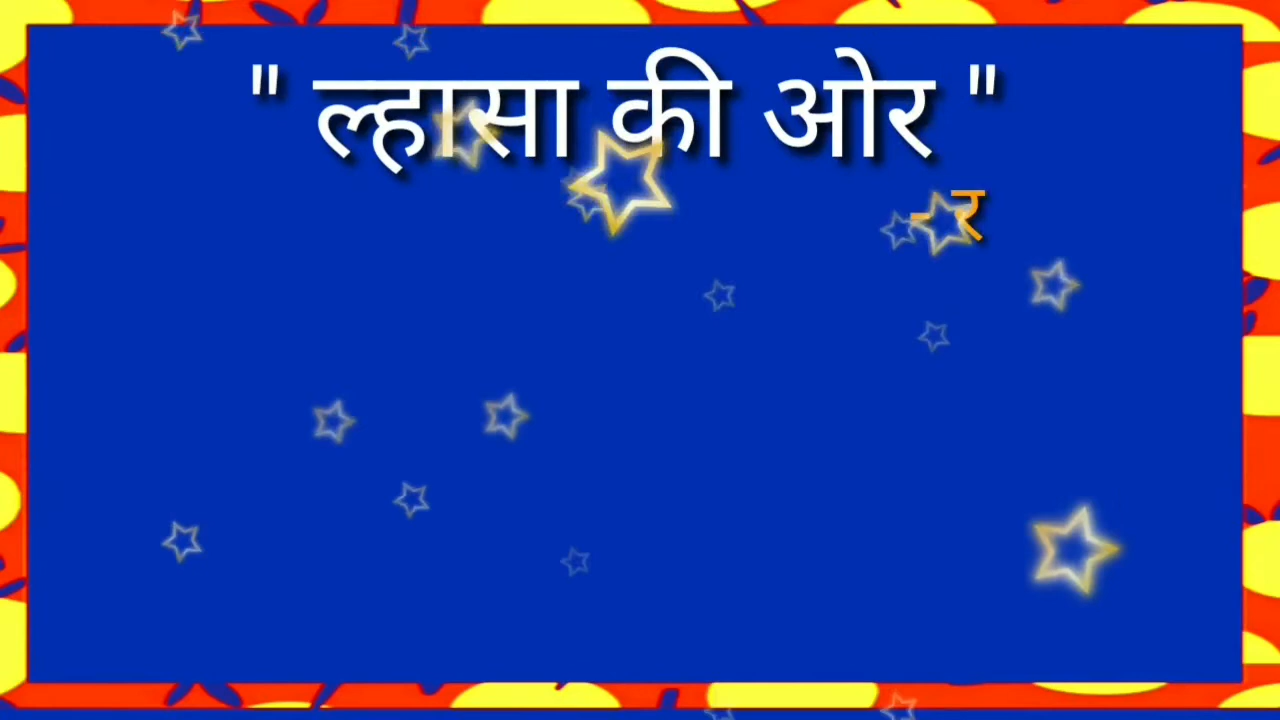 " ल्हासा की ओर "
- र